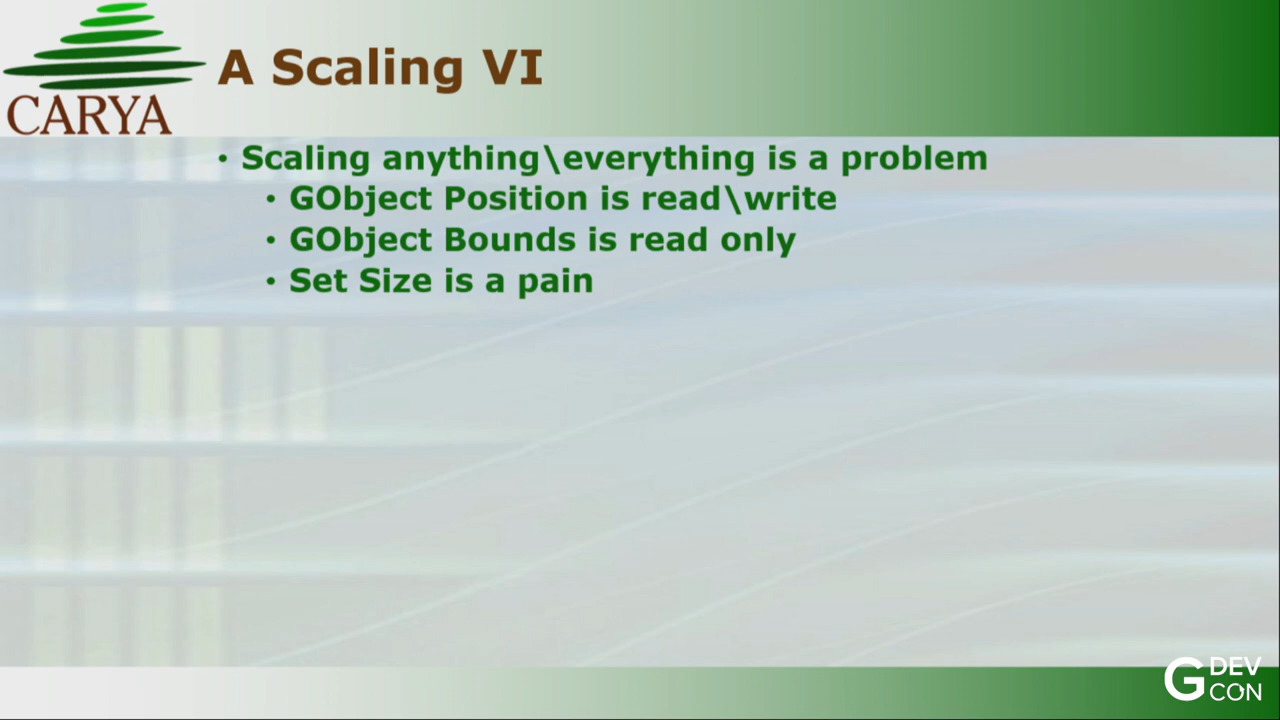 CARYA
A Scaling VI
• Scaling anything\everything is a problem
• GObject Position is read\write
• GObject Bounds is read only
• Set Size is a pain
G DEV
CON